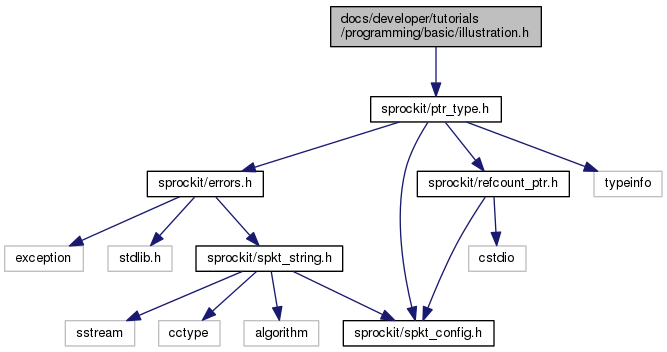 docs/developer/tutorials
/programming/basic/illustration.h
sprockit/ptr_type.h
sprockit/errors.h
sprockit/refcount_ptr.h
typeinfo
exception
stdlib.h
sprockit/spkt_string.h
cstdio
sstream
cctype
algorithm
sprockit/spkt_config.h